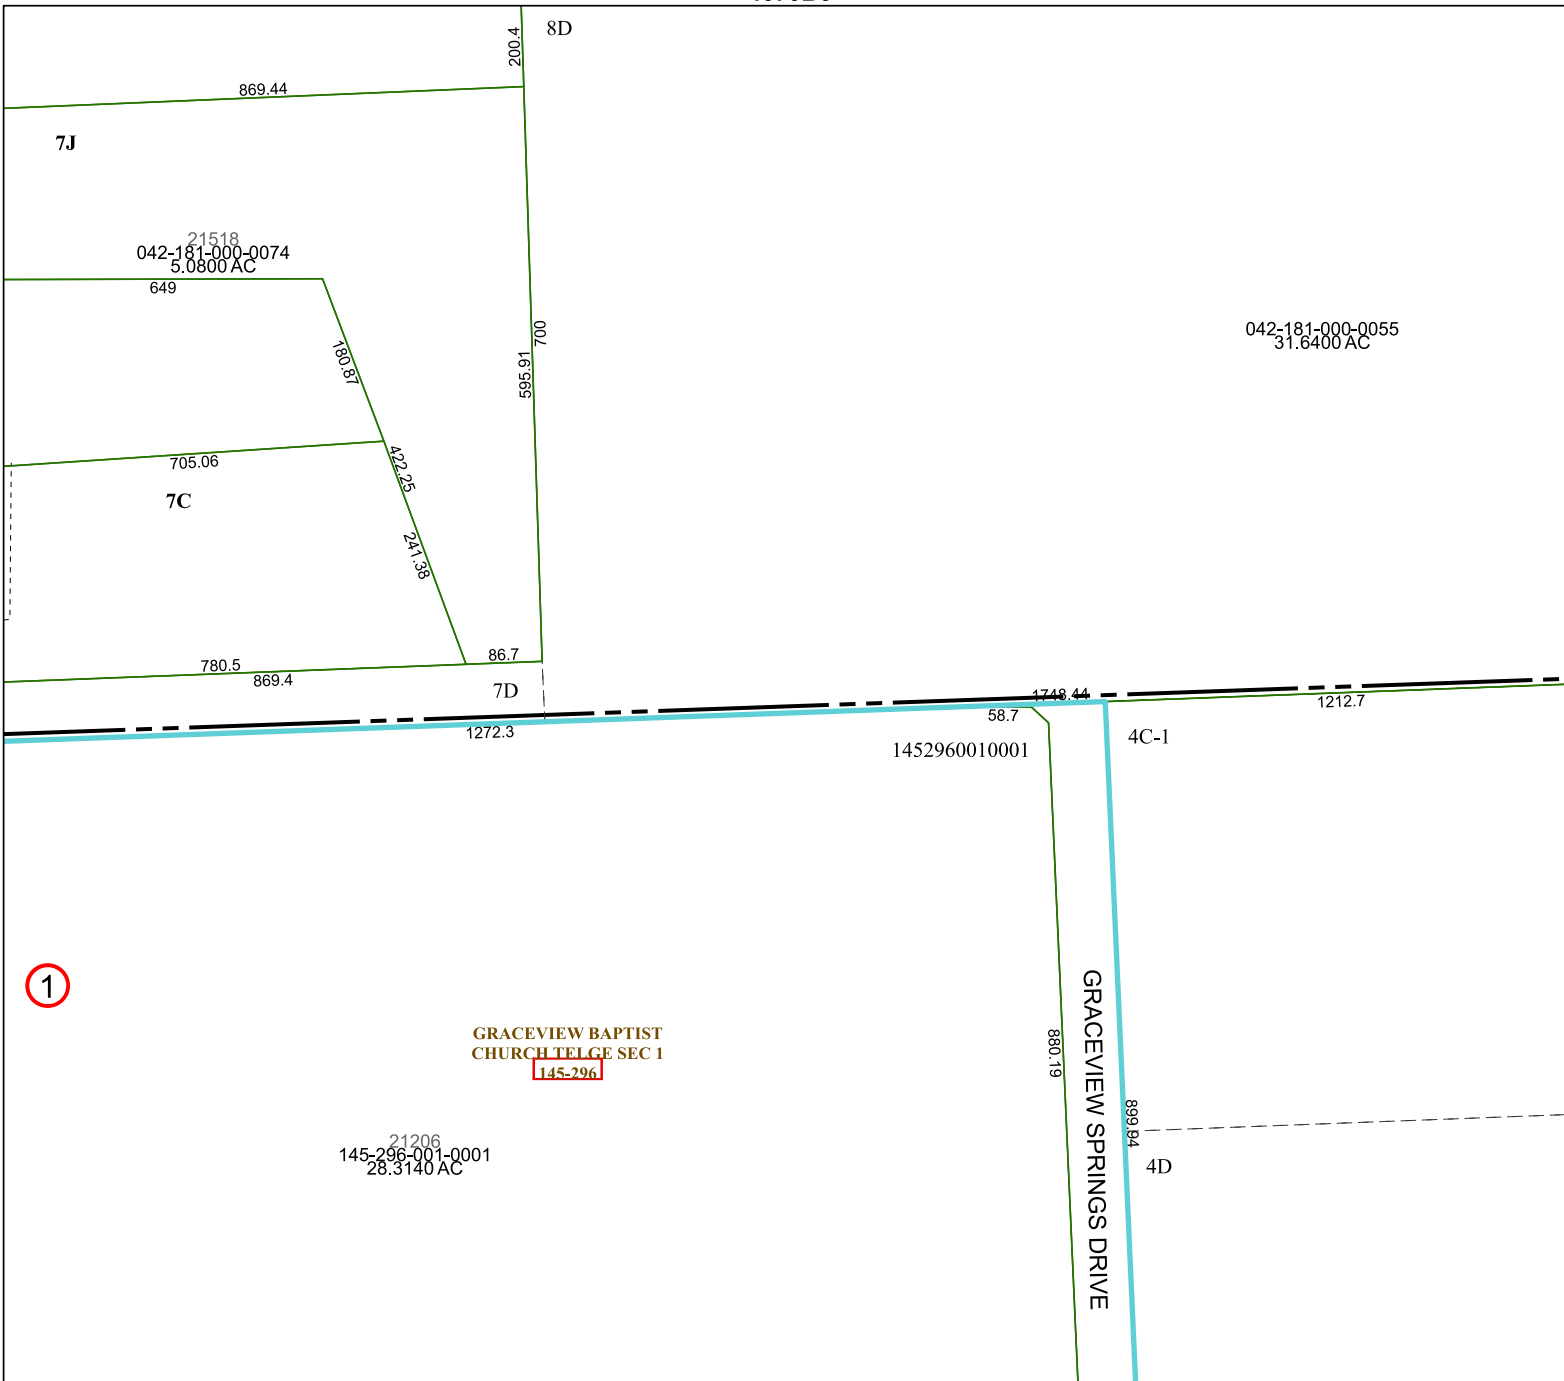 8D
200.4
869.44
7J
21518
042-181-000-0074
5.0800 AC
649
180.87
700
595.91
042-181-000-0055
31.6400 AC
705.06
422.25
7C
241.38
86.7
780.5
869.4
7D
1748.44
1212.7
58.7
1272.3
4C-1
1452960010001
1
GRACEVIEW BAPTIST
CHURCH TELGE SEC 1
145-296
880.19
GRACEVIEW SPRINGS DRIVE
899.94
21206
145-296-001-0001
28.3140 AC
4D